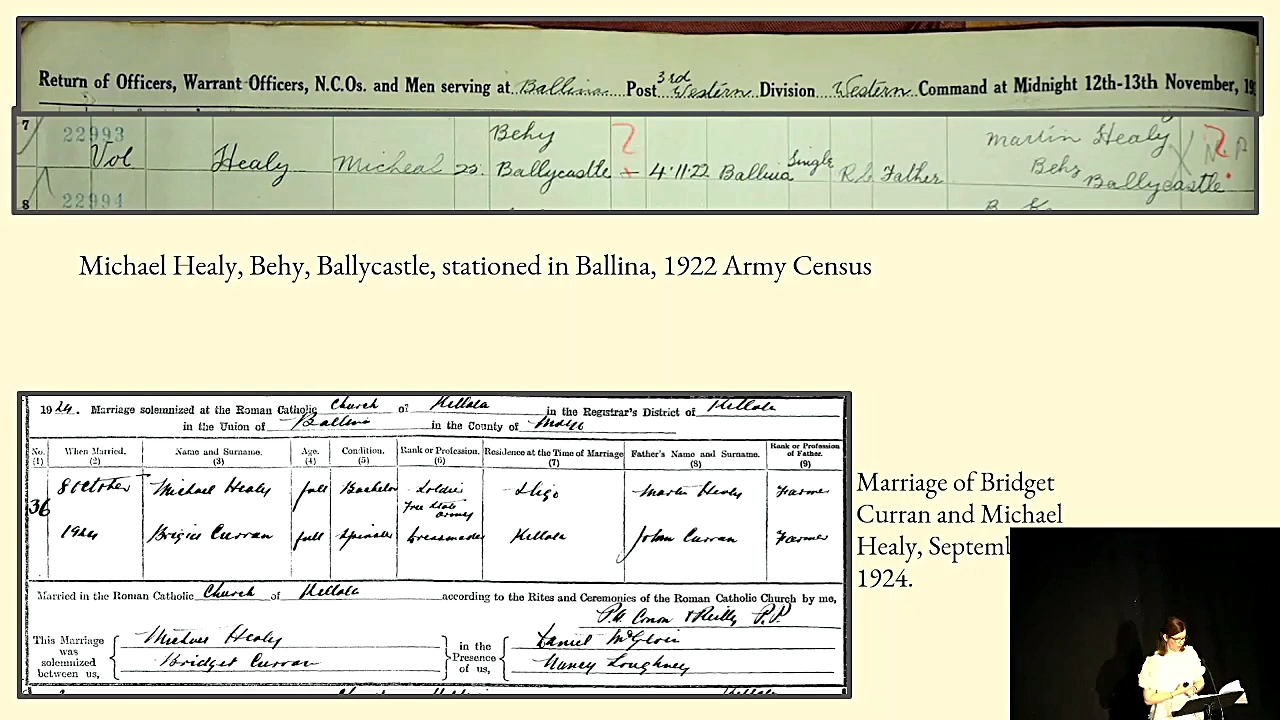 Return of Officers, Warrant Officers, N.C.Os. and Men serving at Ballina Post 3rd Western Division Western Command at Midnight 12th-13th November, 19
7 22993
Vol Healy Micheal 25 Behy Ballycastle 4.11.22 Ballina Single R.C. Father Martin Healy Behy Ballycastle
8 22994
Michael Healy, Behy, Ballycastle, stationed in Ballina, 1922 Army Census
1924. Marriage solemnized at the Roman Catholic Church of Killala in the Registrar's District of Killala
in the Union of Ballina in the County of Mayo
No. When Married. Name and Surname. Age. Condition. Rank or Profession. Residence at the Time of Marriage Father's Name and Surname. Rank or Profession of Father.
(1) (2) (3) (4) (5) (6) (7) (8) (9)
36 8 October Michael Healy full Bachelor Soldier Free State Army Sligo Martin Healy Farmer
1924 Brigid Curran full Spinster Dressmaker Killala John Curran Farmer
Married in the Roman Catholic Church of Killala according to the Rites and Ceremonies of the Roman Catholic Church by me,
P.P.
This Marriage was solemnized between us, Michael Healy Bridget Curran in the Presence of us, Daniel Nancy Loughney
Marriage of Bridget
Curran and Michael
Healy, Septem
1924.